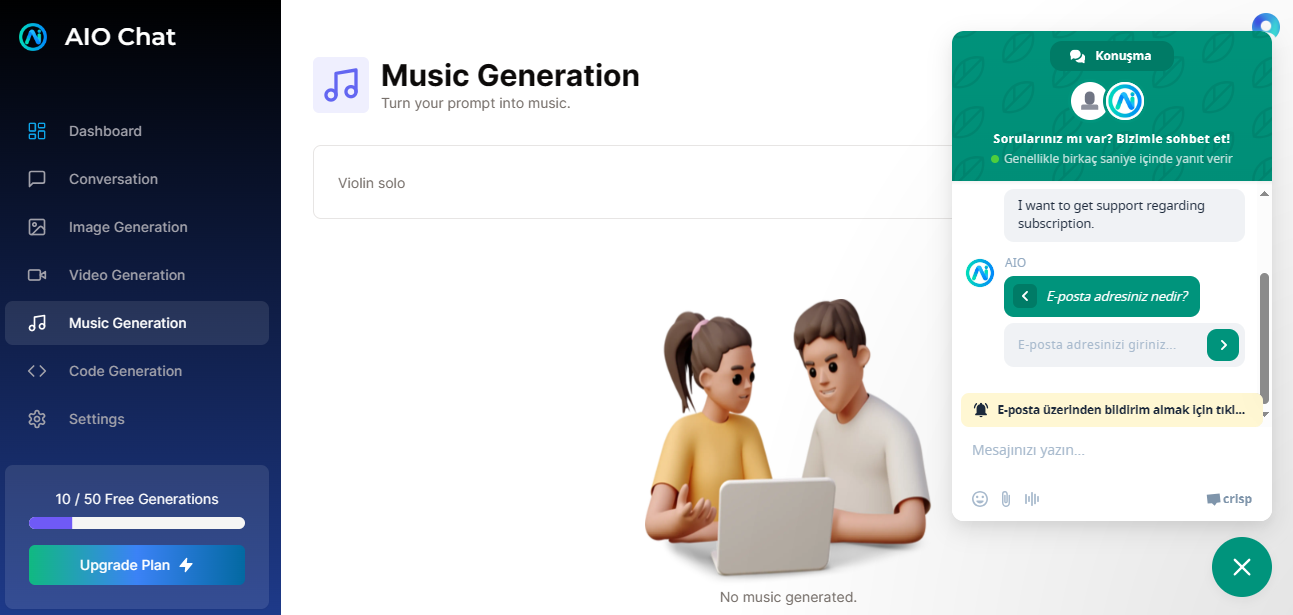 AIO Chat
Dashboard
Conversation
Image Generation
Video Generation
Music Generation
Code Generation
Settings
10 / 50 Free Generations
Upgrade Plan
Music Generation
Turn your prompt into music.
Violin solo
No music generated.
Konuşma
Sorularınız mı var? Bizimle sohbet et!
Genellikle birkaç saniye içinde yanıt verir
I want to get support regarding
subscription.
AIO
E-posta adresiniz nedir?
E-posta adresinizi giriniz...
E-posta üzerinden bildirim almak için tıkl...
Mesajınızı yazın...
crisp